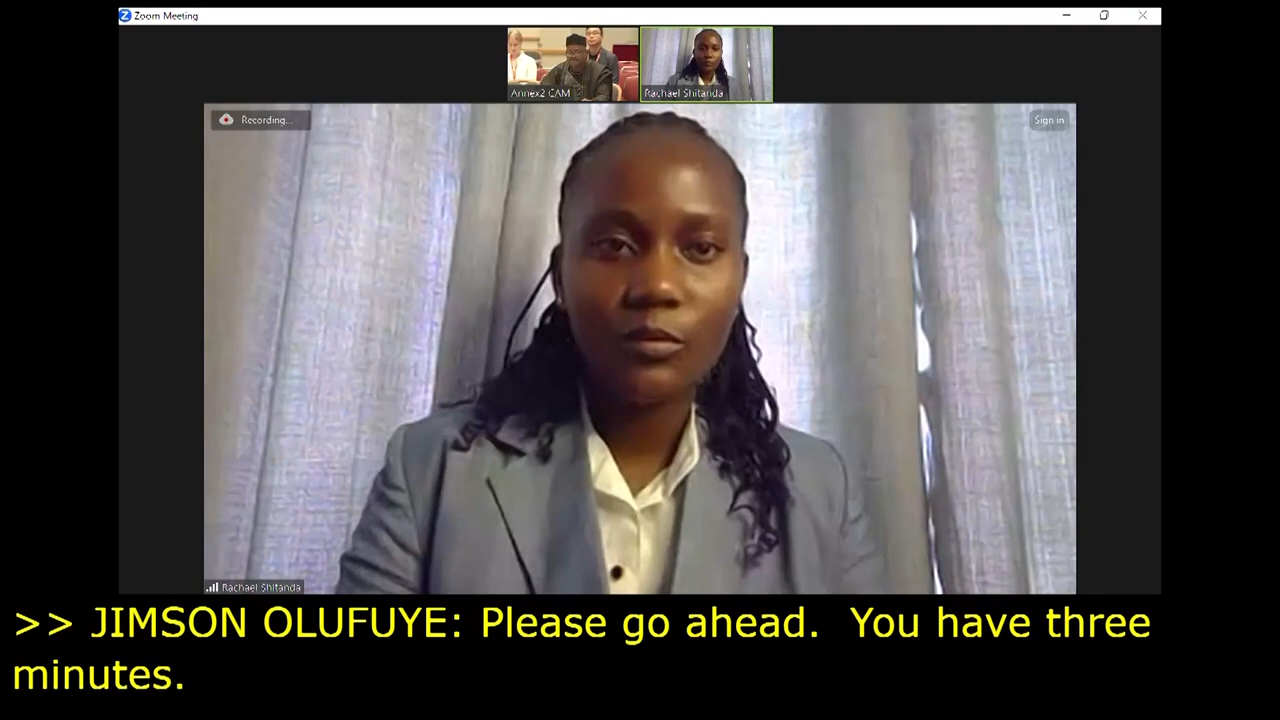 Zoom Meeting
Annex2 CAM
Rachael Shitanda
Recording...
Sign in
Rachael Shitanda
>> JIMSON OLUFUYE: Please go ahead.  You have three
minutes.